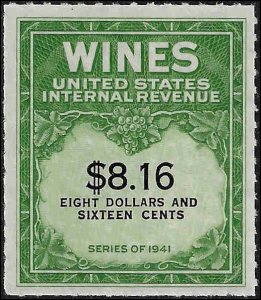 WINES
UNITED STATES
INTERNAL REVENUE
$8.16
EIGHT DOLLARS AND
SIXTEEN CENTS
SERIES OF 1941